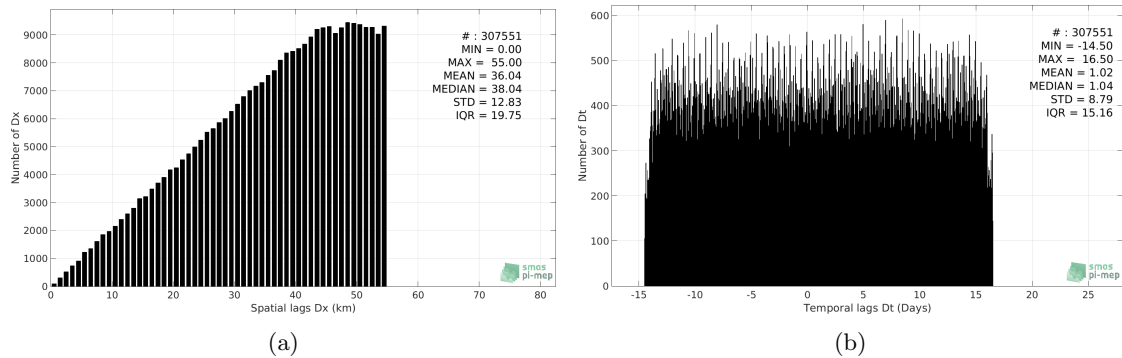 9000
8000
7000
6000
5000
4000
3000
2000
1000
0
Number of Dx
# : 307551
MIN = 0.00
MAX = 55.00
MEAN = 36.04
MEDIAN = 38.04
STD = 12.83
IQR = 19.75
smos
pi-mep
0 10 20 30 40 50 60 70 80
Spatial lags Dx (km)
(a)
600
500
400
300
200
100
0
Number of Dt
# : 307551
MIN = -14.50
MAX = 16.50
MEAN = 1.02
MEDIAN = 1.04
STD = 8.79
IQR = 15.16
smos
pi-mep
-15 -10 -5 0 5 10 15 20 25
Temporal lags Dt (Days)
(b)